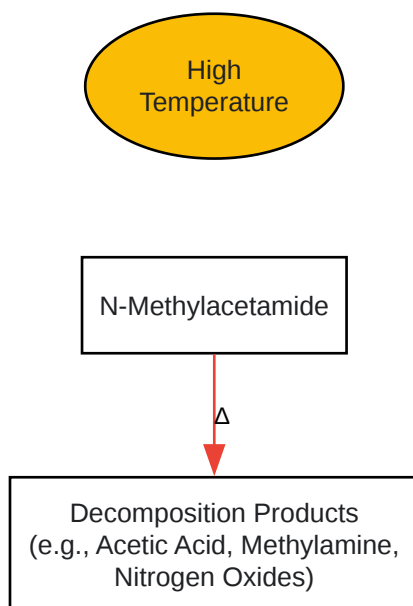 High
Temperature
N-Methylacetamide
Δ
Decomposition Products
(e.g., Acetic Acid, Methylamine,
Nitrogen Oxides)